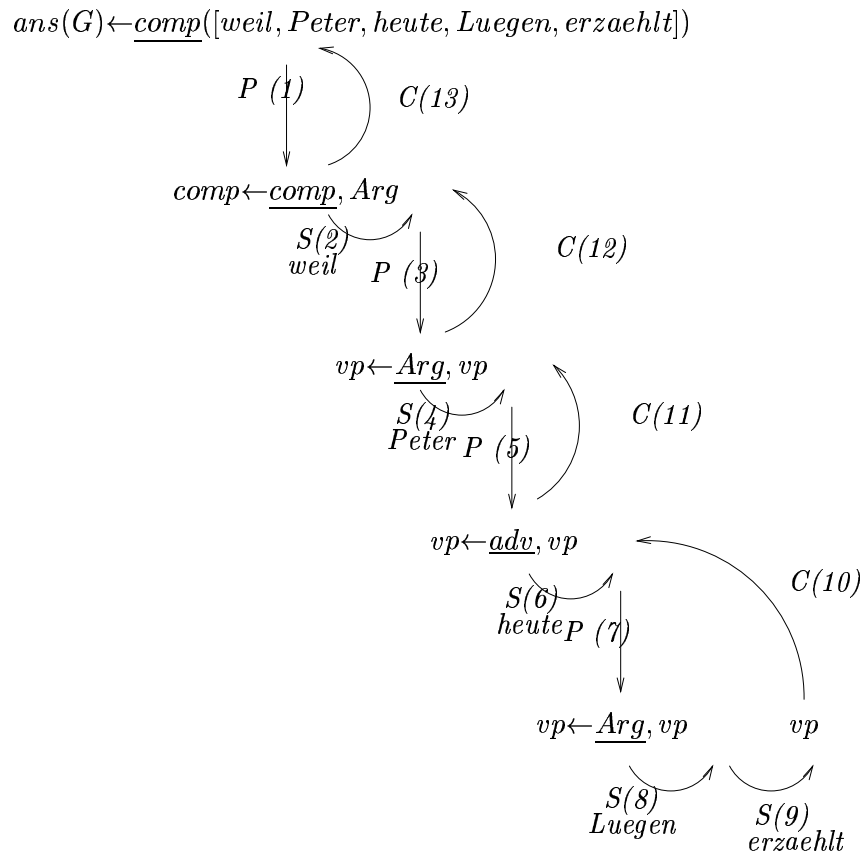 ans(G)←comp([weil, Peter, heute, Luegen, erzaehlt])
P (1)
C(13)
comp←comp, Arg
S(2)
weil
P (3)
C(12)
vp←Arg, vp
S(4)
Peter
P (5)
C(11)
vp←adv, vp
S(6)
heute
P (7)
C(10)
vp←Arg, vp
vp
S(8)
Luegen
S(9)
erzaehlt